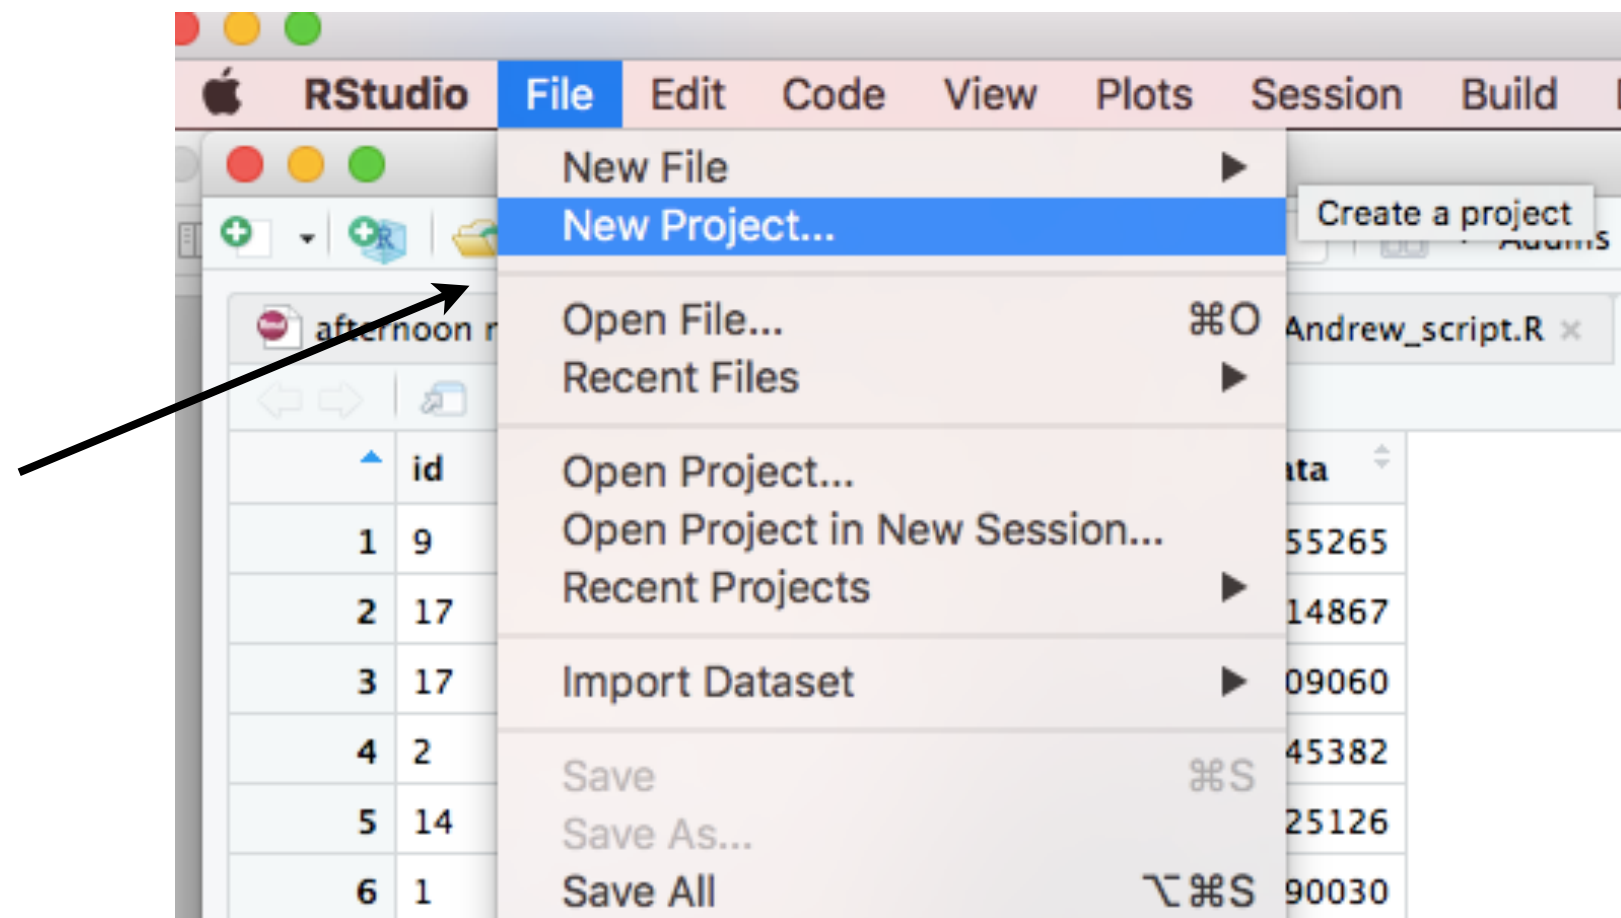 RStudio File Edit Code View Plots Session Build
New File
New Project...
Create a project
Open File... ⌘O
afternoon
Andrew_script.R
Recent Files
id
Open Project...
1 9
Open Project in New Session...
55265
Recent Projects
2 17
14867
3 17
Import Dataset
09060
4 2
45382
Save ⌘S
5 14
25126
Save As...
6 1
Save All ⌥⌘S
90030